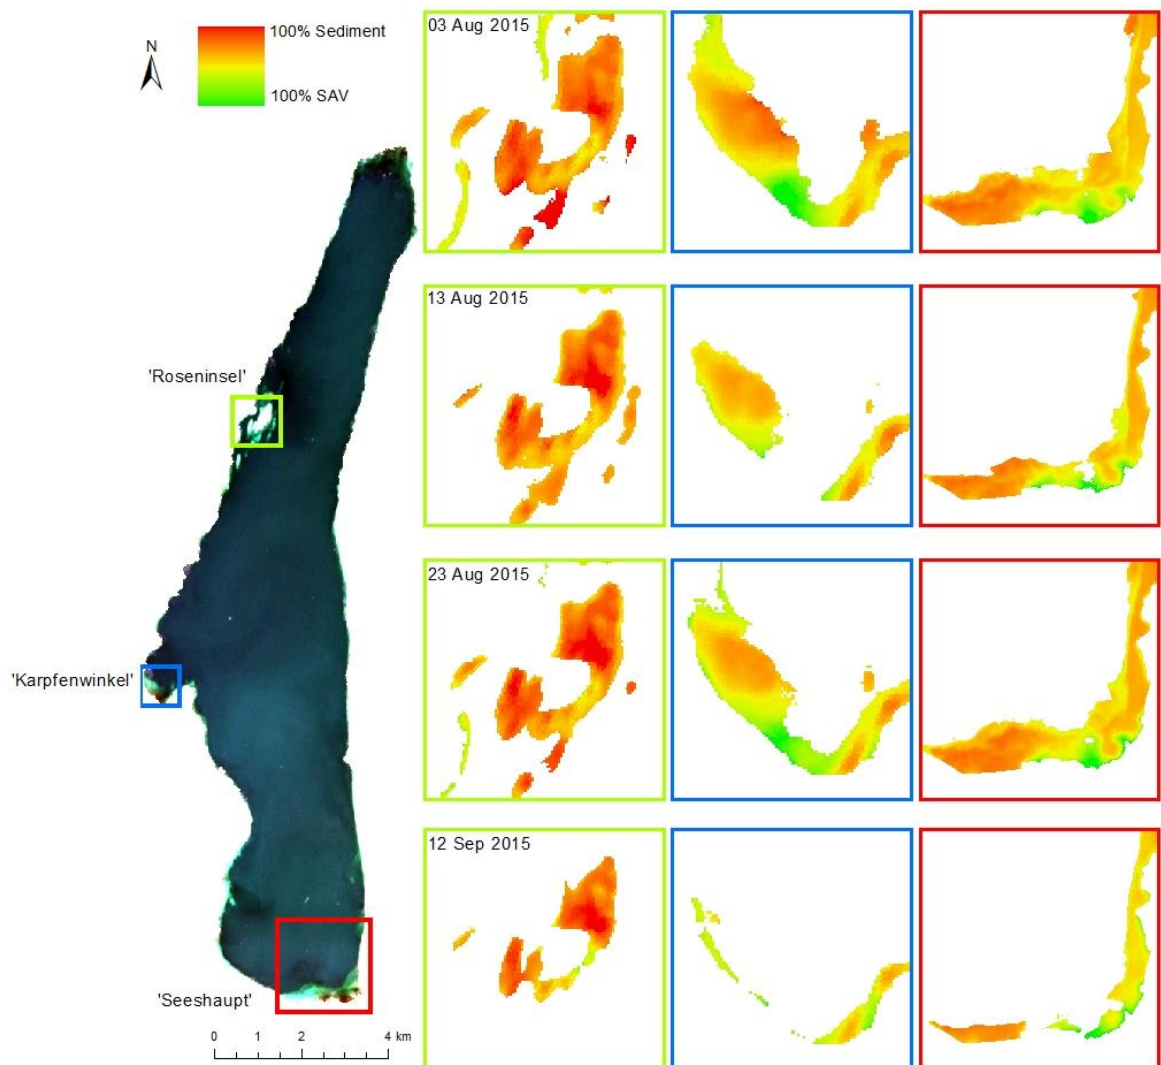 N
100% Sediment
100% SAV
'Roseninsel'
'Karpfenwinkel'
'Seeshaupt'
0 1 2 4 km
03 Aug 2015
13 Aug 2015
23 Aug 2015
12 Sep 2015